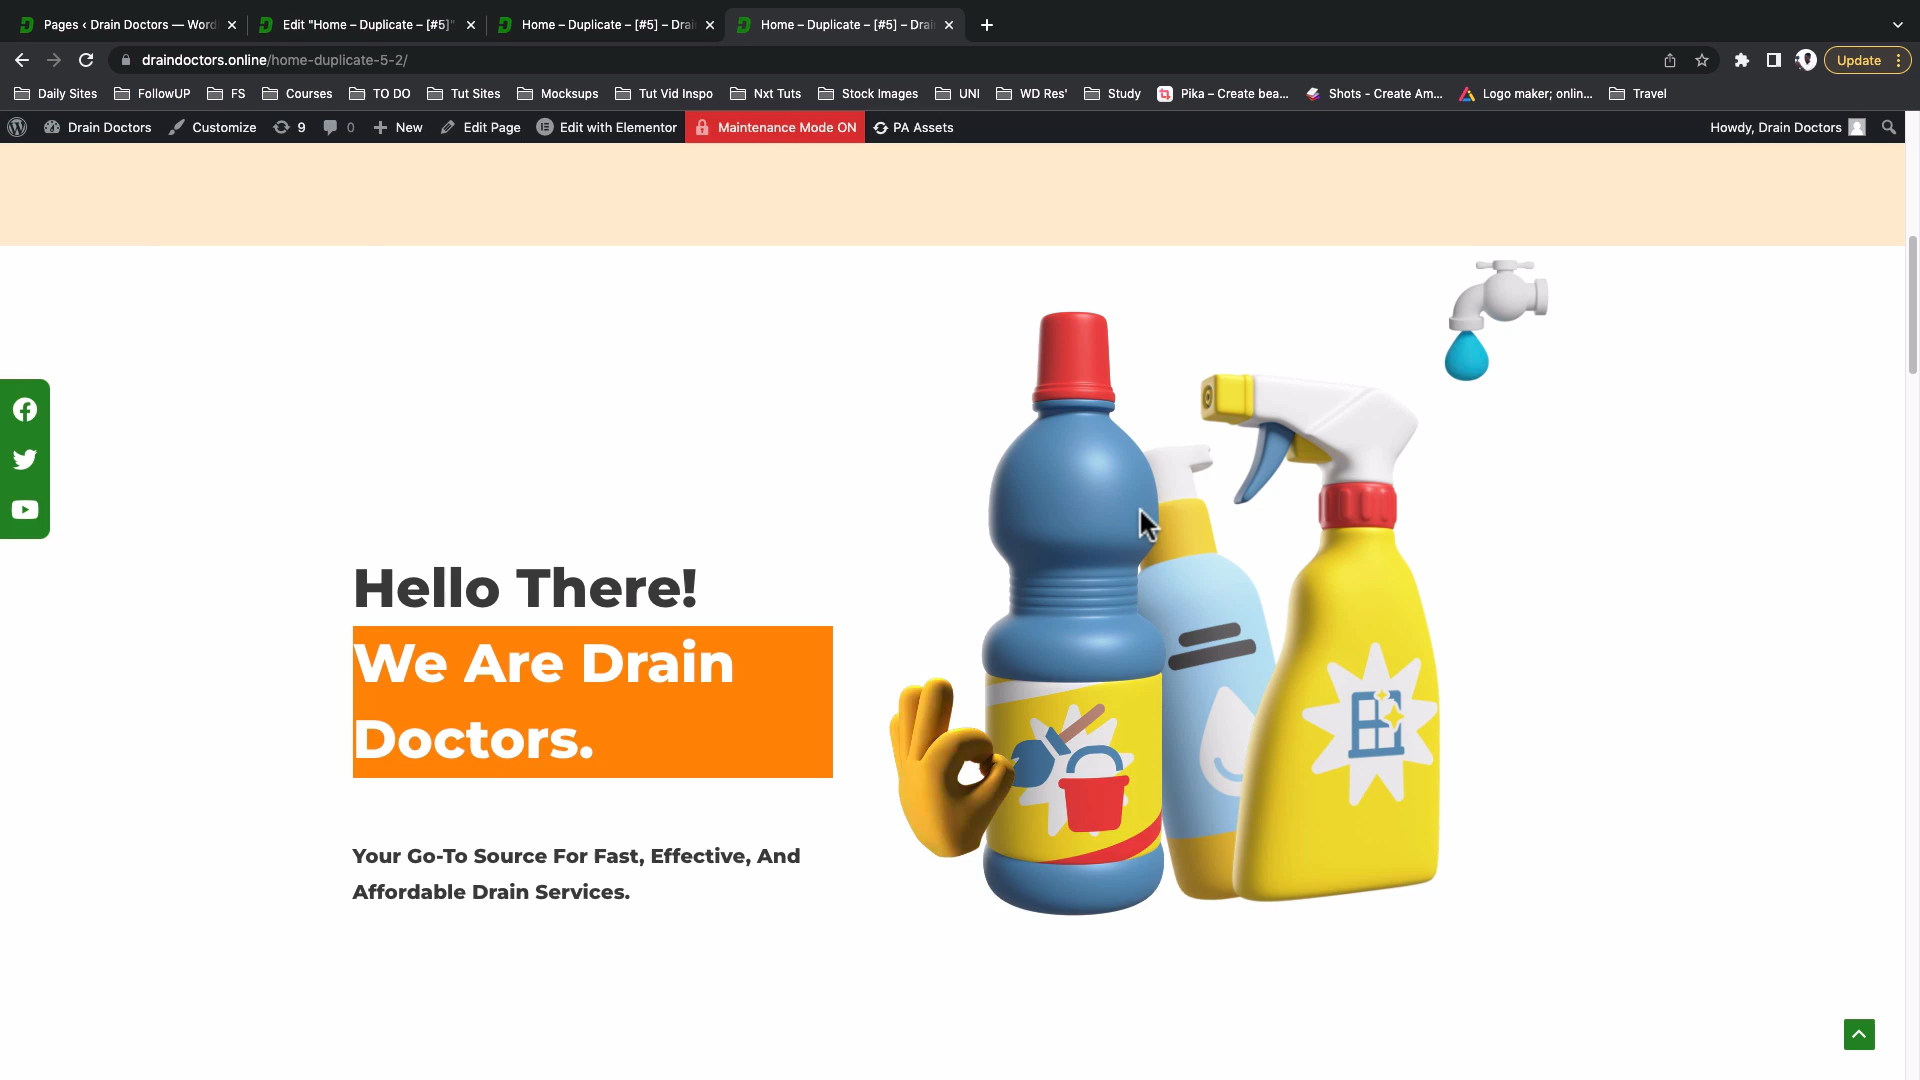 Pages ‹ Drain Doctors — Word
Edit "Home – Duplicate – [#5]"
Home – Duplicate – [#5] – Drai
Home – Duplicate – [#5] – Drai
draindoctors.online/home-duplicate-5-2/
Update
Daily Sites
FollowUP
FS
Courses
TO DO
Tut Sites
Mocksups
Tut Vid Inspo
Nxt Tuts
Stock Images
UNI
WD Res'
Study
Pika – Create bea...
Shots - Create Am...
Logo maker; onlin...
Travel
Drain Doctors
Customize
9
0
New
Edit Page
Edit with Elementor
Maintenance Mode ON
PA Assets
Howdy, Drain Doctors
Hello There!
We Are Drain
Doctors.
Your Go-To Source For Fast, Effective, And
Affordable Drain Services.